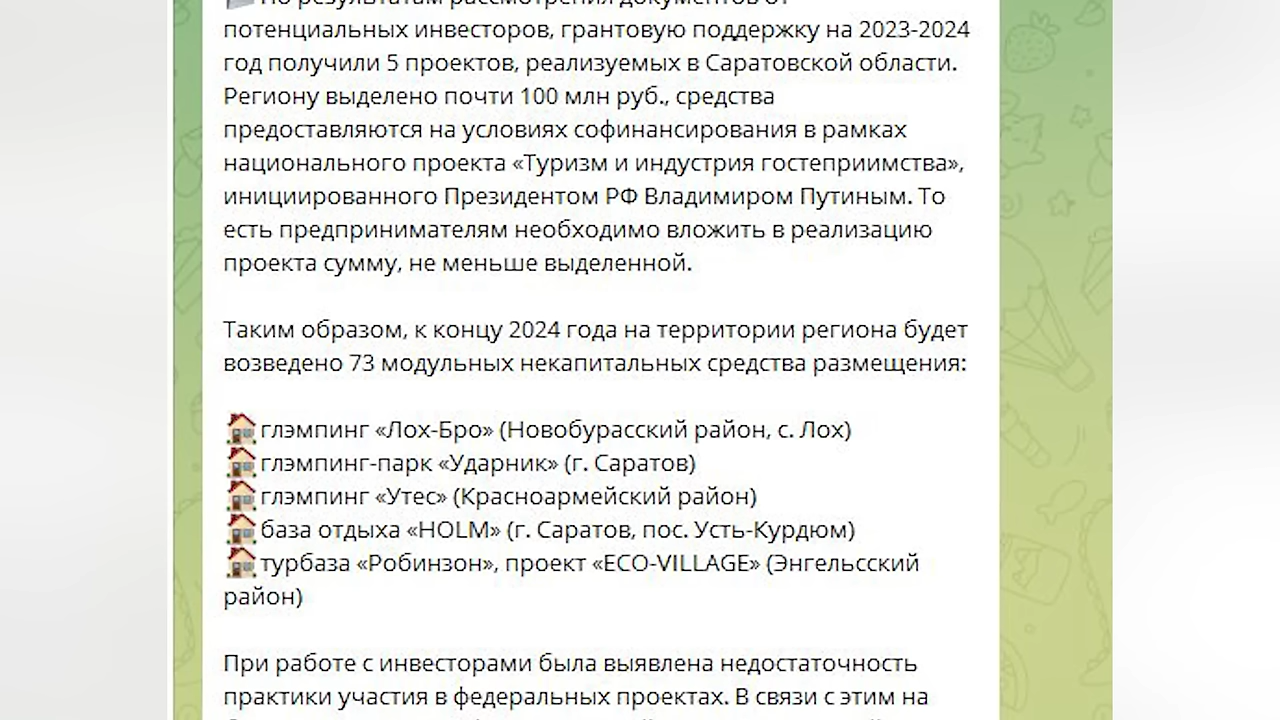 По результатам рассмотрения документов от
потенциальных инвесторов, грантовую поддержку на 2023-2024
год получили 5 проектов, реализуемых в Саратовской области.
Региону выделено почти 100 млн руб., средства
предоставляются на условиях софинансирования в рамках
национального проекта «Туризм и индустрия гостеприимства»,
инициированного Президентом РФ Владимиром Путиным. То
есть предпринимателям необходимо вложить в реализацию
проекта сумму, не меньше выделенной.
Таким образом, к концу 2024 года на территории региона будет
возведено 73 модульных некапитальных средства размещения:
глэмпинг «Лох-Бро» (Новобурасский район, с. Лох)
глэмпинг-парк «Ударник» (г. Саратов)
глэмпинг «Утес» (Красноармейский район)
база отдыха «HOLM» (г. Саратов, пос. Усть-Курдюм)
турбаза «Робинзон», проект «ECO-VILLAGE» (Энгельсский
район)
При работе с инвесторами была выявлена недостаточность
практики участия в федеральных проектах. В связи с этим на